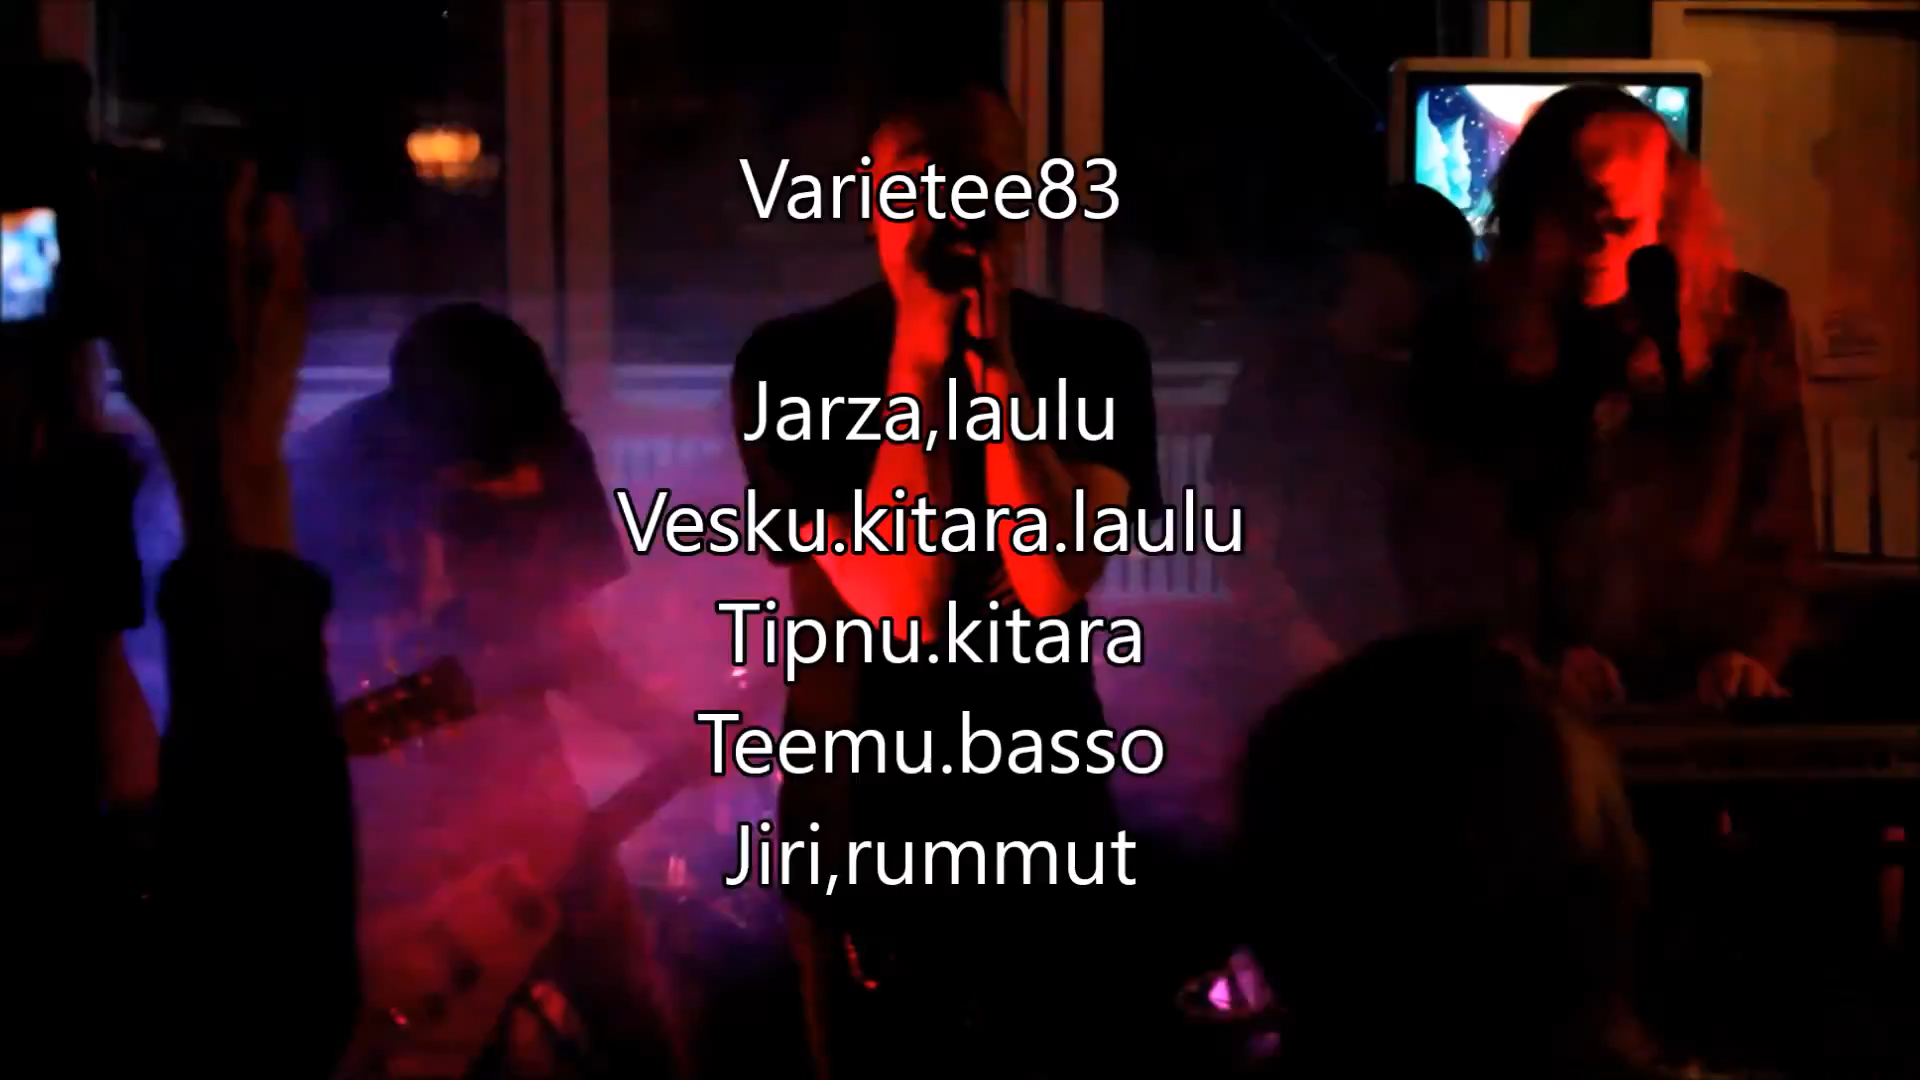 Varietee83
Jarza,laulu
Vesku.kitara.laulu
Tipnu.kitara
Teemu.basso
Jiri,rummut